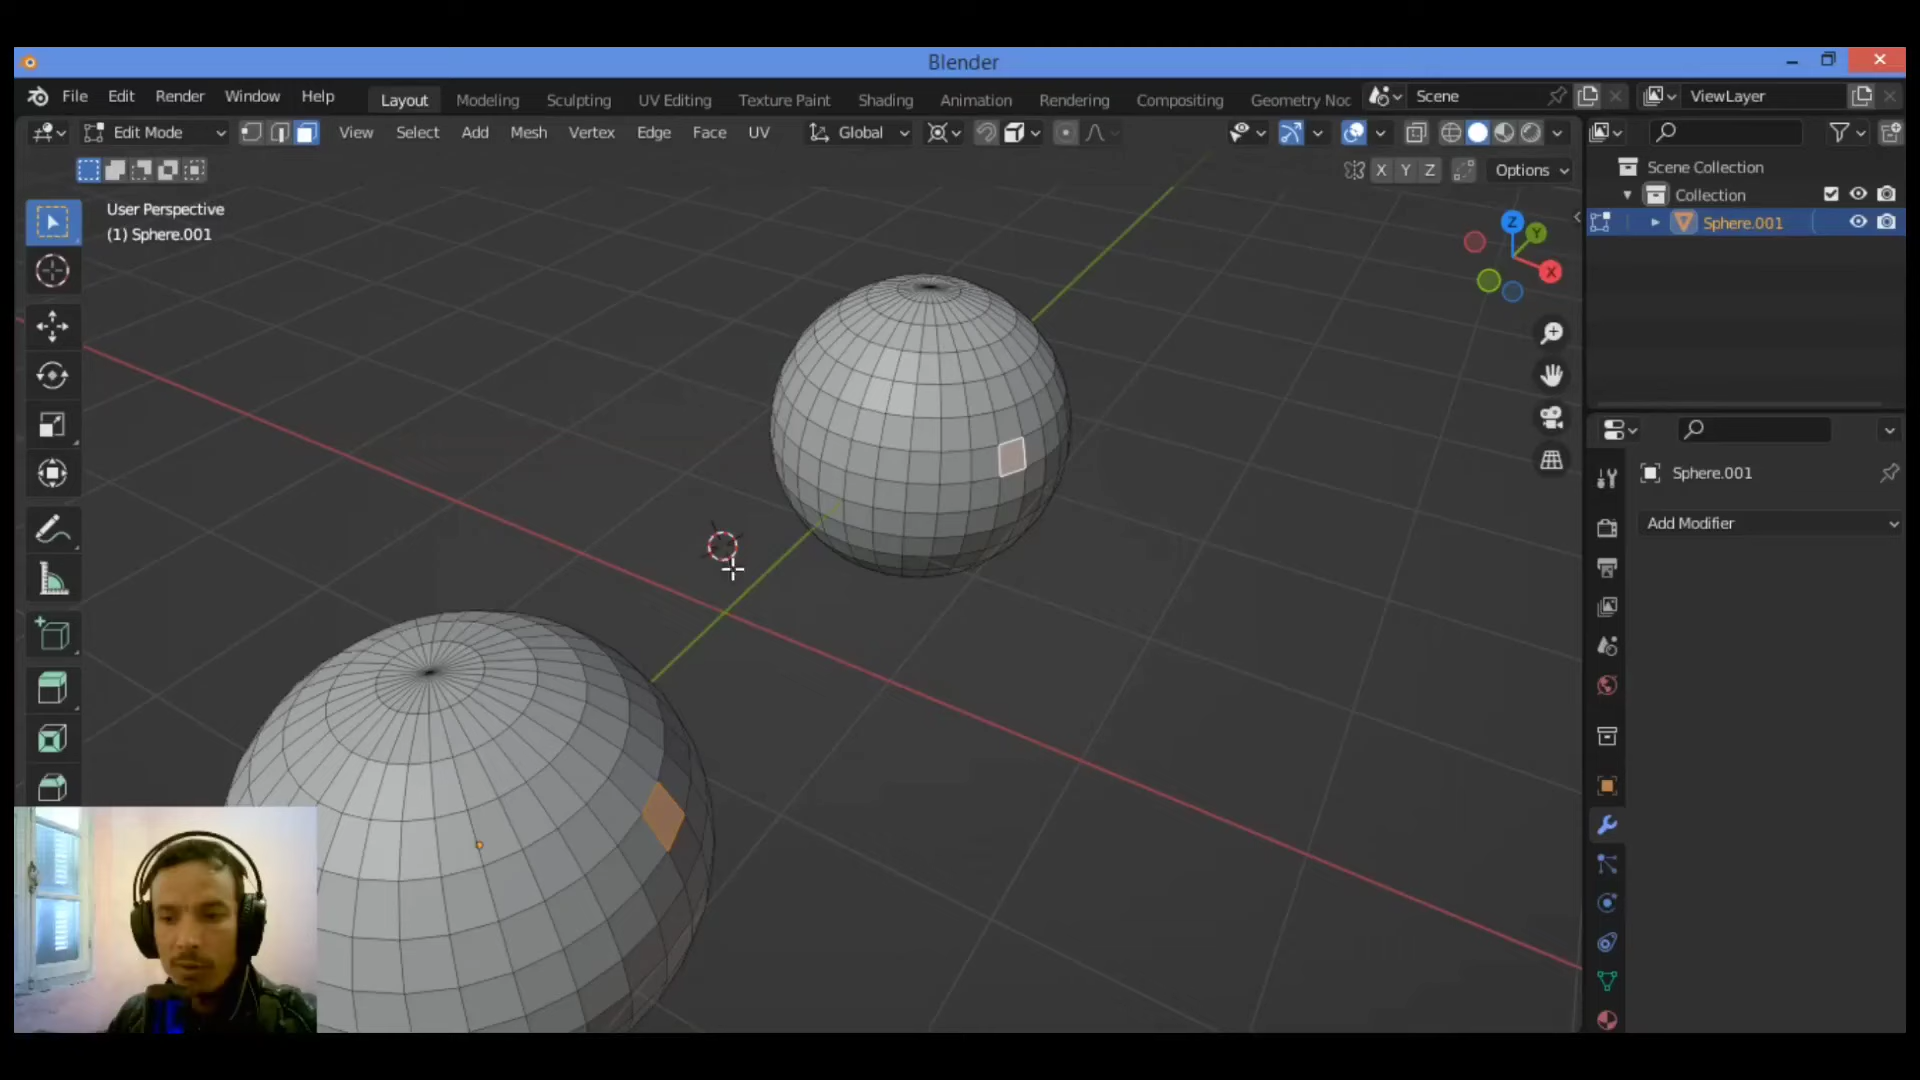 Blender
File Edit Render Window Help Layout Modeling Sculpting UV Editing Texture Paint Shading Animation Rendering Compositing Geometry Noc Scene ViewLayer
Edit Mode View Select Add Mesh Vertex Edge Face UV Global
X Y Z Options
Scene Collection
Collection
Sphere.001
User Perspective
(1) Sphere.001
Z
Y
X
Sphere.001
Add Modifier